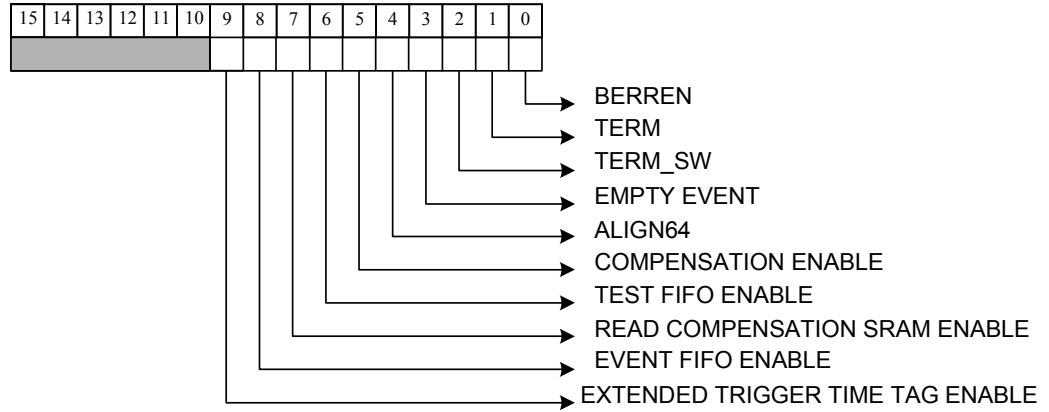 15 14 13 12 11 10 9 8 7 6 5 4 3 2 1 0
BERREN
TERM
TERM_SW
EMPTY EVENT
ALIGN64
COMPENSATION ENABLE
TEST FIFO ENABLE
READ COMPENSATION SRAM ENABLE
EVENT FIFO ENABLE
EXTENDED TRIGGER TIME TAG ENABLE